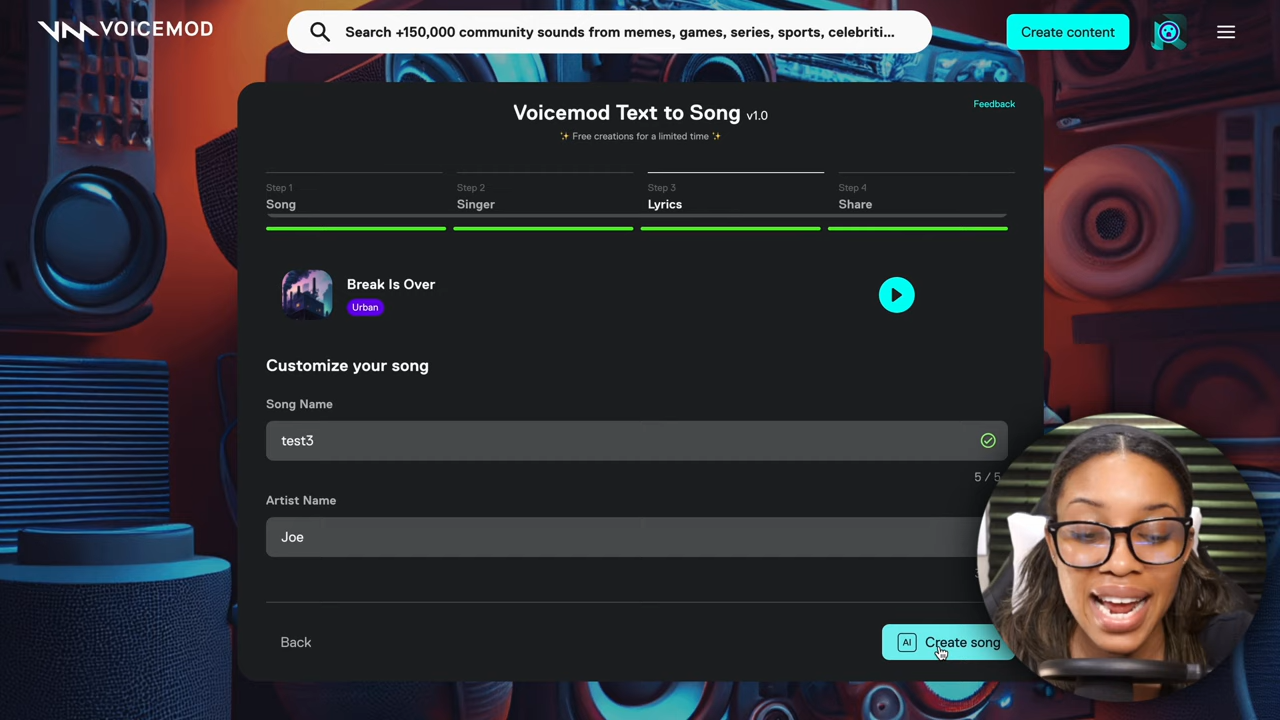 VOICEMOD
Search +150,000 community sounds from memes, games, series, sports, celebriti...
Create content
Feedback
Voicemod Text to Song v1.0
✨ Free creations for a limited time ✨
Step 1
Song
Step 2
Singer
Step 3
Lyrics
Step 4
Share
Break Is Over
Urban
Customize your song
Song Name
test3
5 / 5
Artist Name
Joe
Back
AI Create song